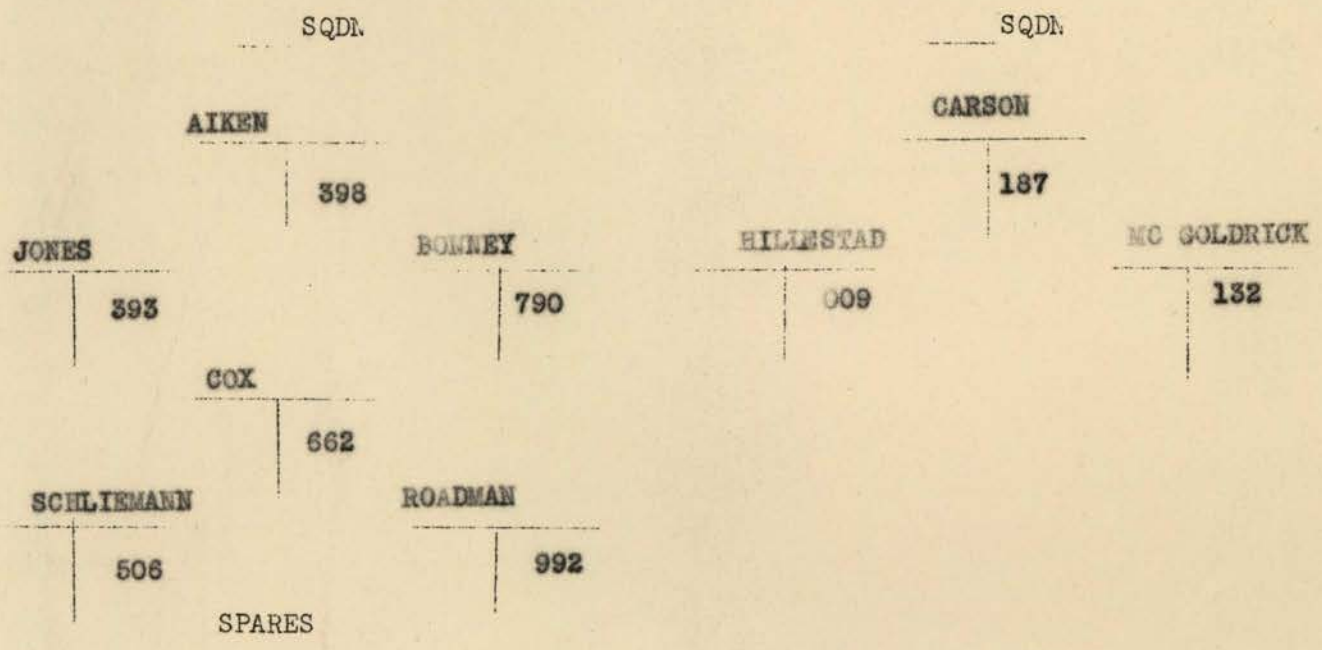 SQDN.
SQDN.
AIKEN
398
JONES
393
BOWNEY
790
COX
662
SCHLIEMANN
506
ROADMAN
992
SPARES
CARSON
187
HILLESTAD
009
MC GOLDRICK
132